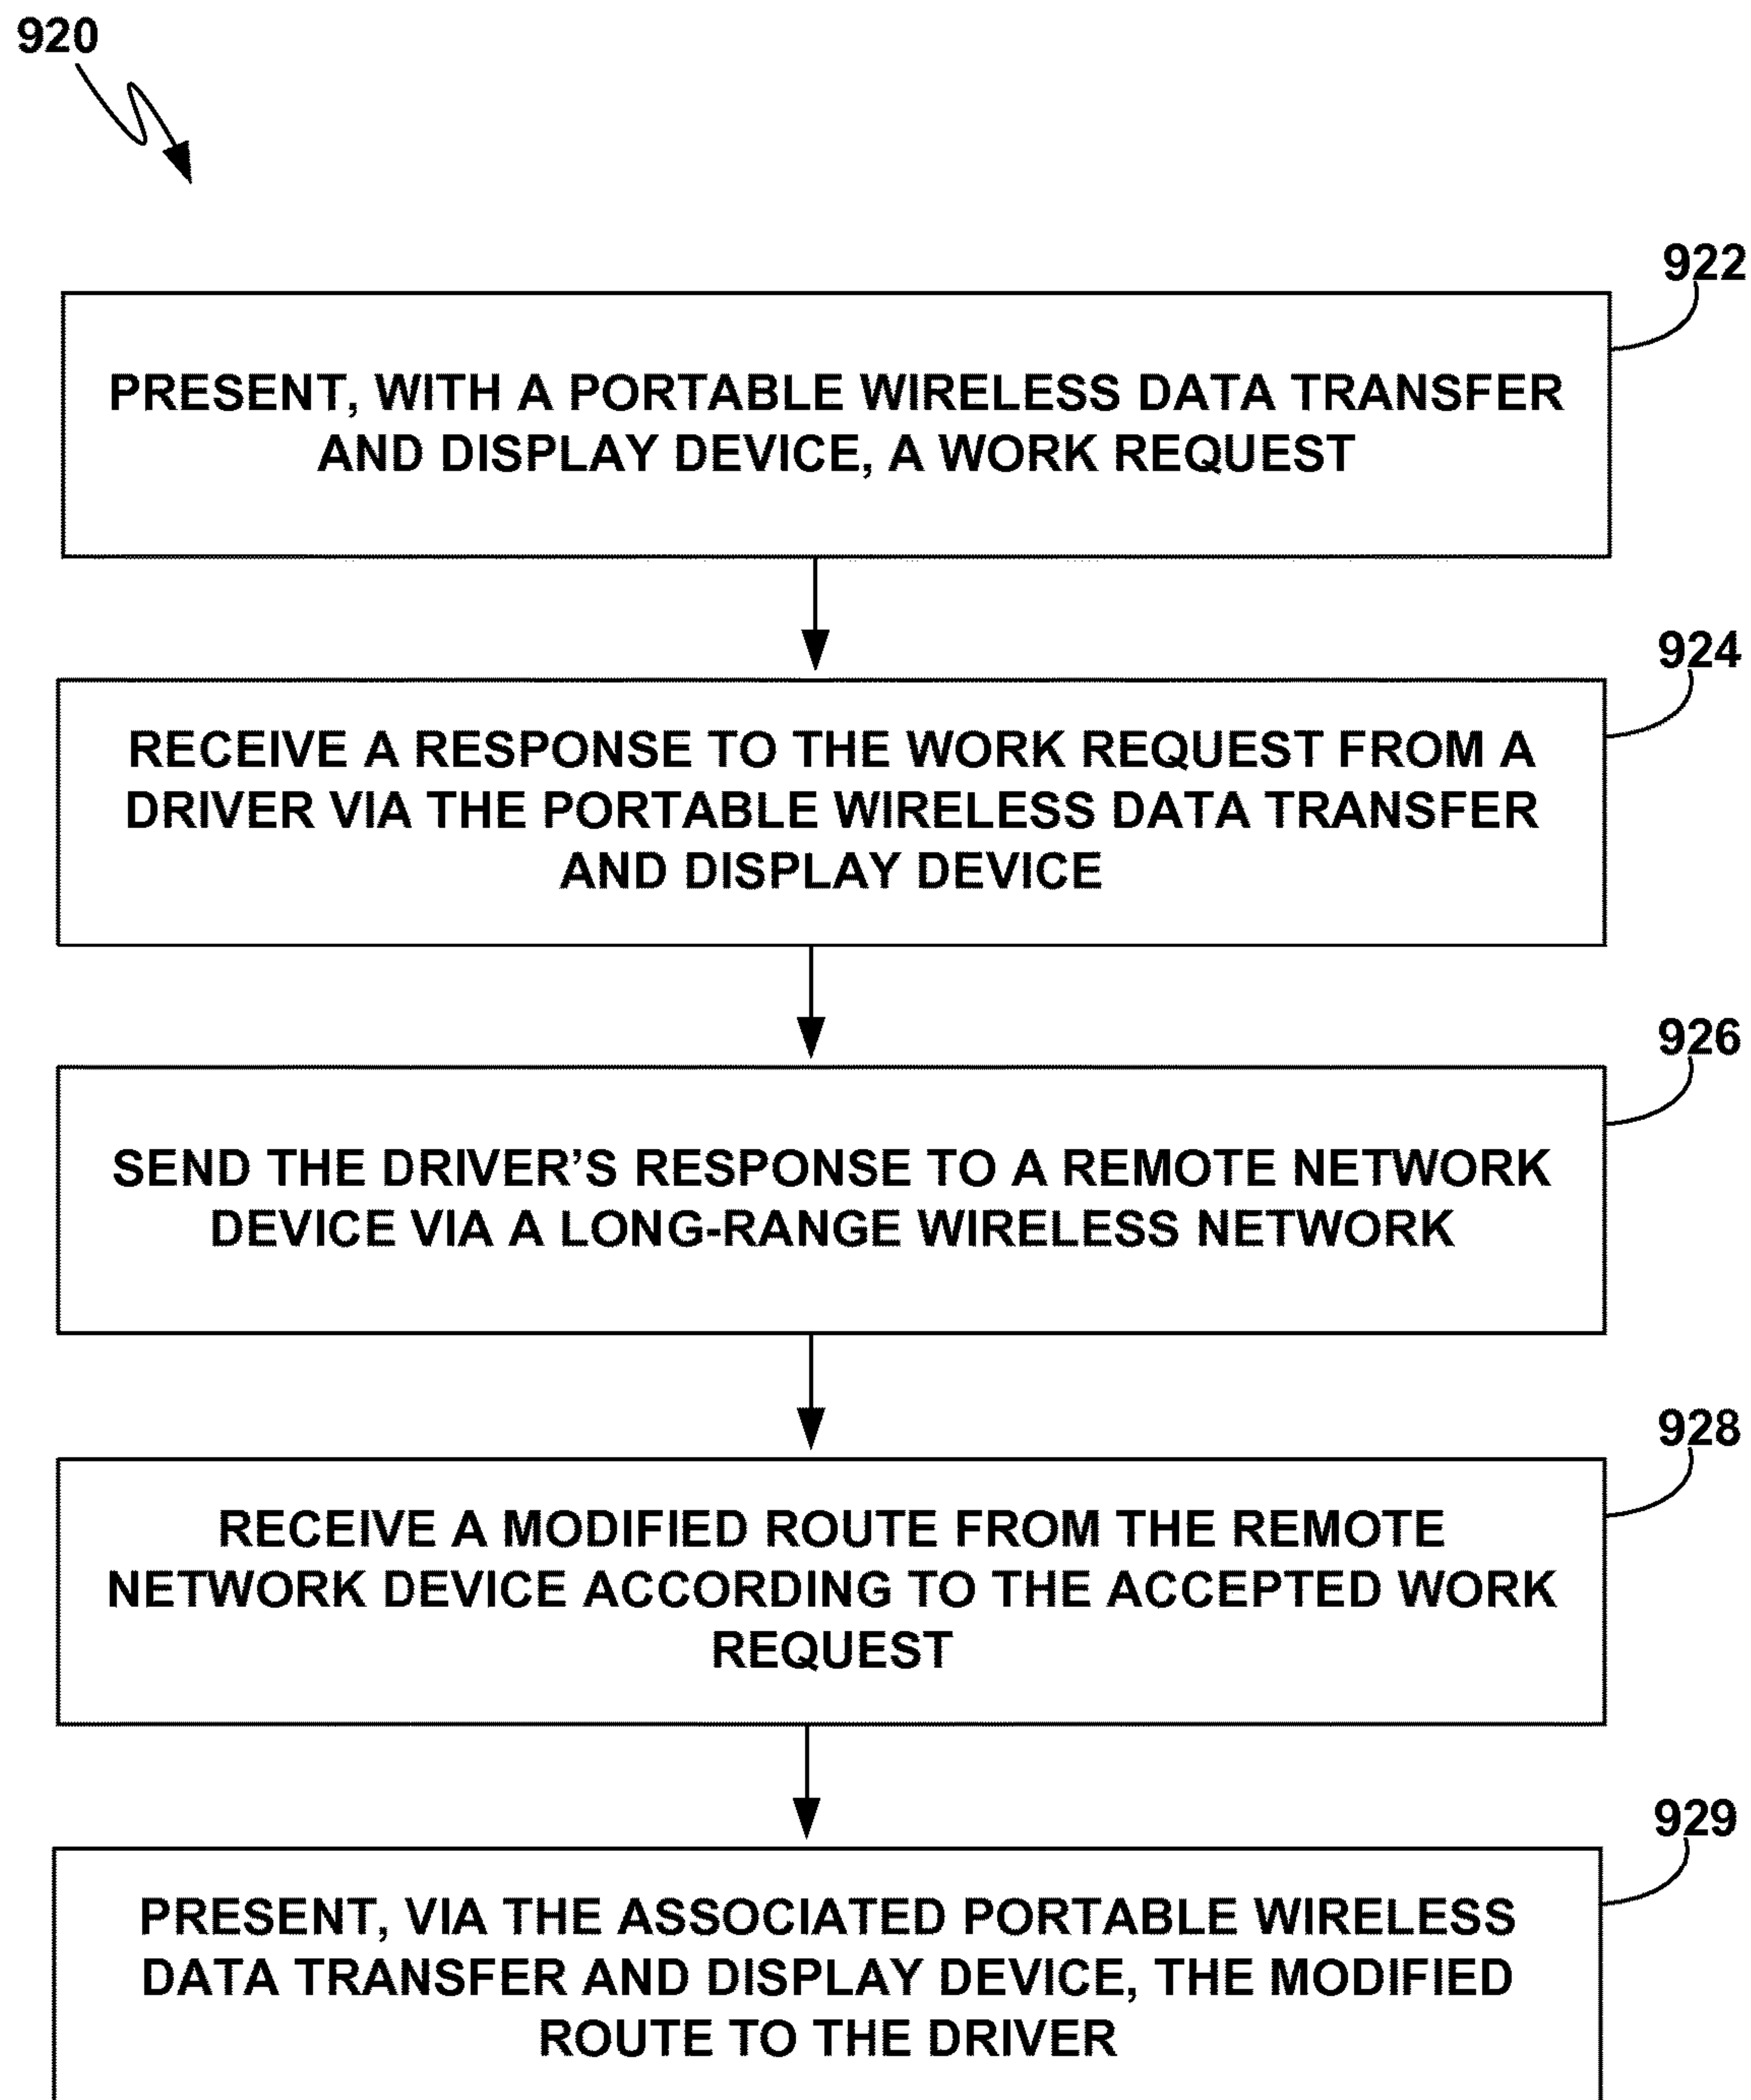 920
922
PRESENT, WITH A PORTABLE WIRELESS DATA TRANSFER
AND DISPLAY DEVICE, A WORK REQUEST
924
RECEIVE A RESPONSE TO THE WORK REQUEST FROM A
DRIVER VIA THE PORTABLE WIRELESS DATA TRANSFER
AND DISPLAY DEVICE
926
SEND THE DRIVER’S RESPONSE TO A REMOTE NETWORK
DEVICE VIA A LONG-RANGE WIRELESS NETWORK
928
RECEIVE A MODIFIED ROUTE FROM THE REMOTE
NETWORK DEVICE ACCORDING TO THE ACCEPTED WORK
REQUEST
929
PRESENT, VIA THE ASSOCIATED PORTABLE WIRELESS
DATA TRANSFER AND DISPLAY DEVICE, THE MODIFIED
ROUTE TO THE DRIVER